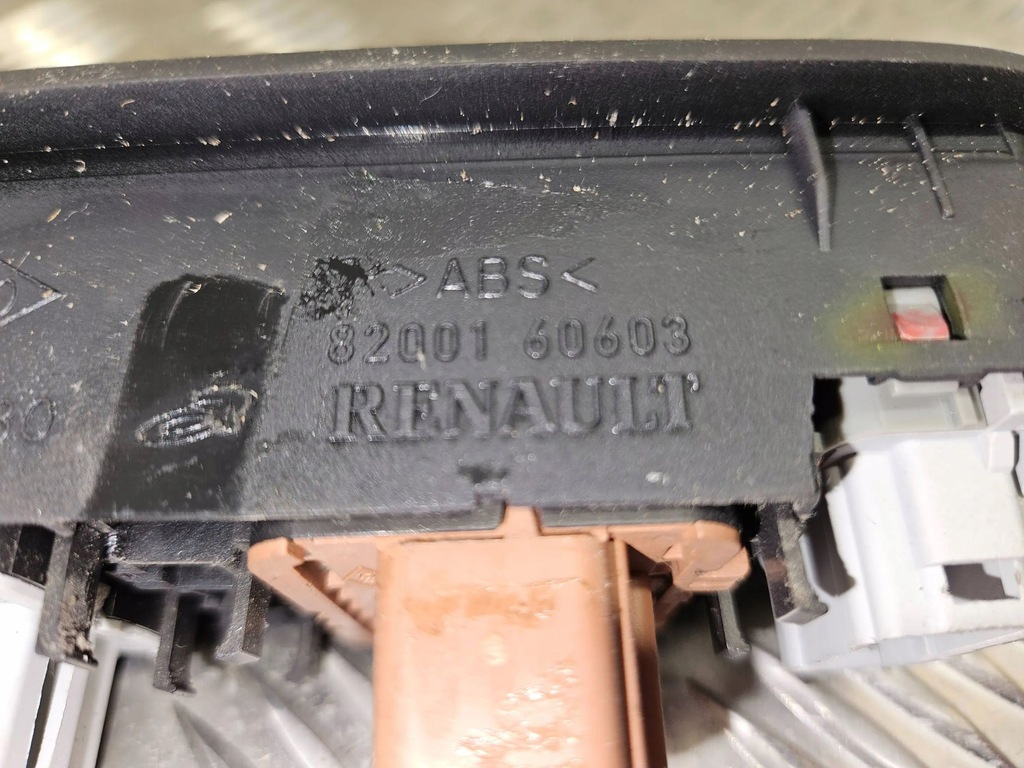 >ABS<
82001 60603
RENAULT